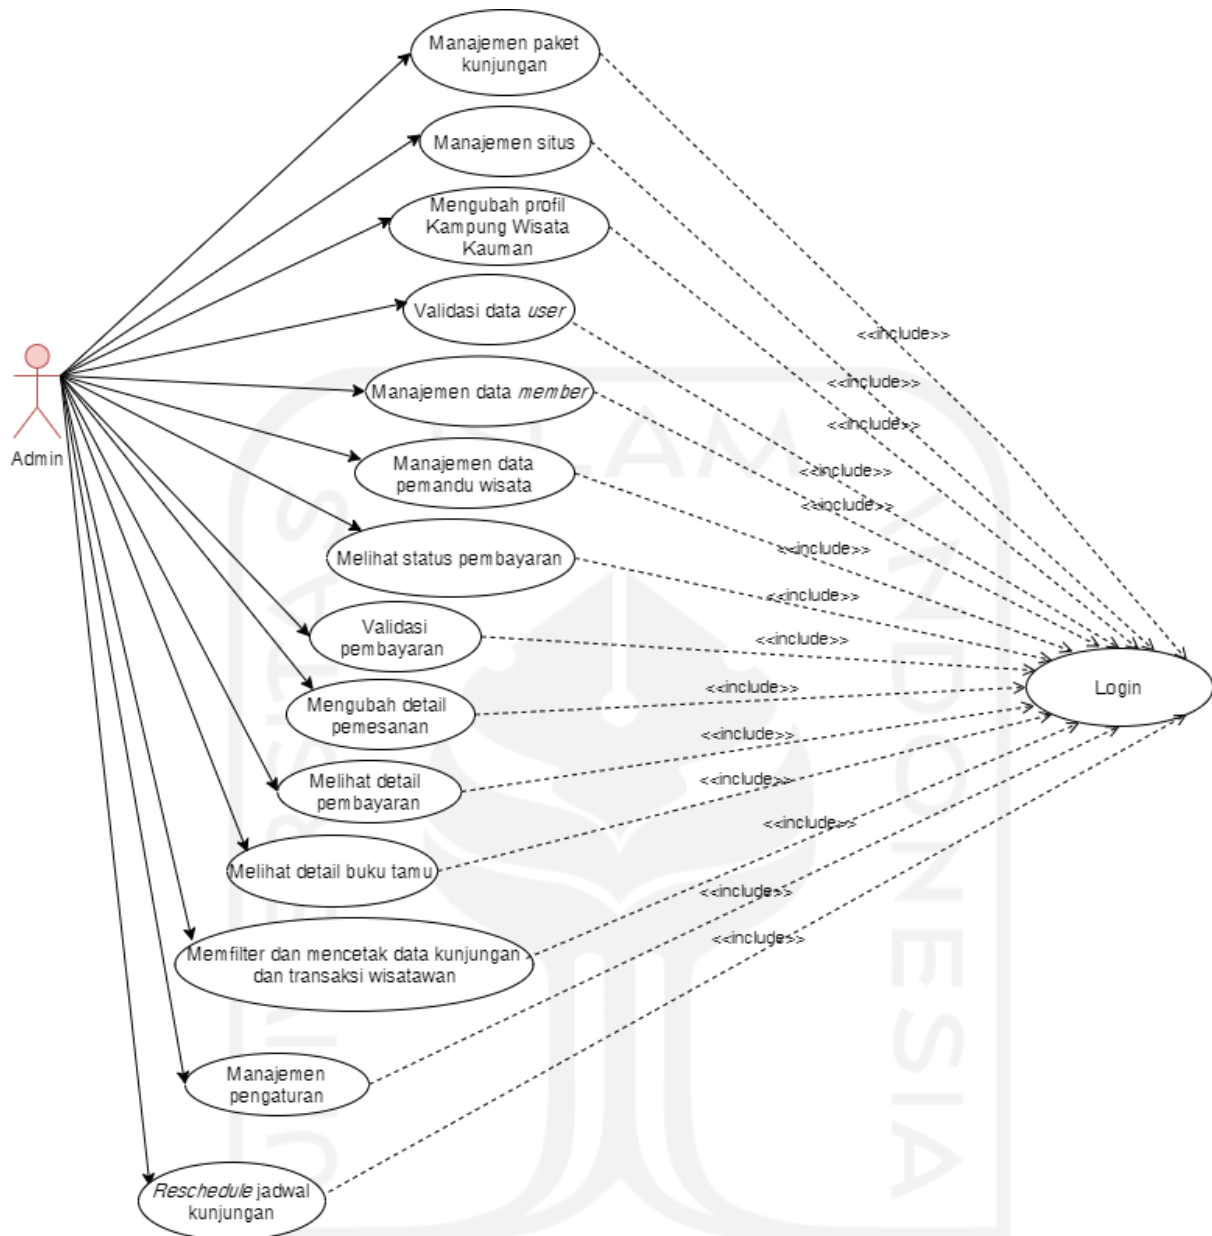 Manajemen paket
kunjungan
Manajemen situs
Mengubah profil
Kampung Wisata
Kauman
Validasi data user
<<include>>
<<include>>
Manajemen data member
<<include>>
Admin
Manajemen data
pemandu wisata
<<include>>
<<include>>
Melihat status pembayaran
<<include>>
<<include>>
Validasi
pembayaran
<<include>>
Mengubah detail
pemesanan
<<include>>
Login
<<include>>
Melihat detail
pembayaran
<<include>>
<<include>>
Melihat detail buku tamu
<<include>>
Memfilter dan mencetak data kunjungan
dan transaksi wisatawan
<<include>>
Manajemen
pengaturan
Reschedule jadwal
kunjungan
ISLAM
INDONESIA
UNIVERSITAS